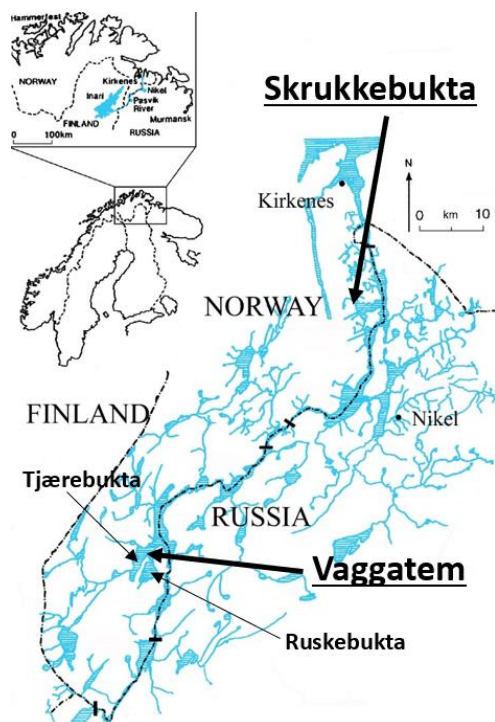 Hammerfest
NORWAY
Kirkenes
Inari
Nikel
Pasvik
River
FINLAND
Murmansk
RUSSIA
0 100km
Skrukkebukta
N
Kirkenes
0 km 10
NORWAY
FINLAND
Nikel
Tjærebukta
RUSSIA
Vaggatem
Ruskebukta